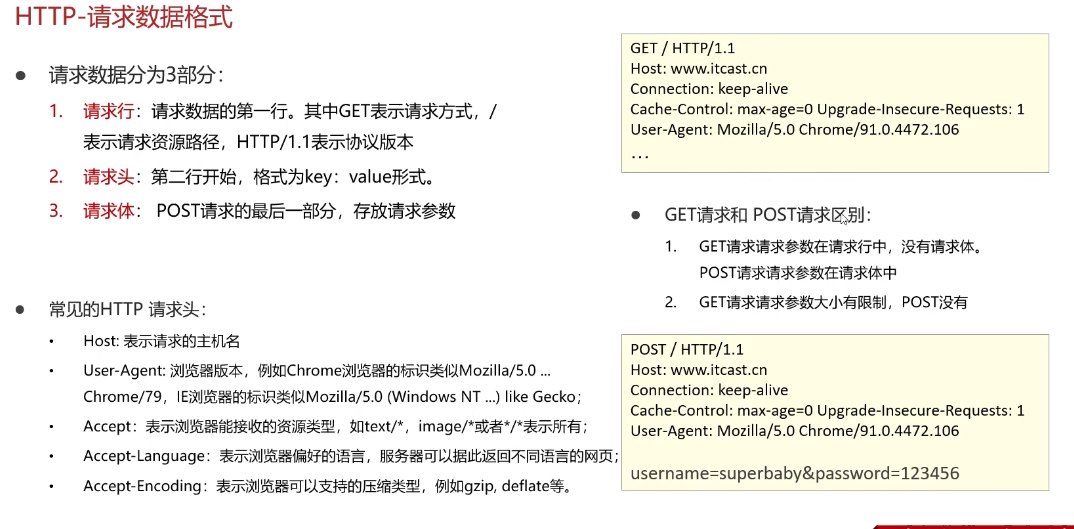 HTTP-请求数据格式
● 请求数据分为3部分：
1. 请求行：请求数据的第一行。其中GET表示请求方式，/
表示请求资源路径，HTTP/1.1表示协议版本
2. 请求头：第二行开始，格式为key：value形式。
3. 请求体： POST请求的最后一部分，存放请求参数
● 常见的HTTP 请求头：
• Host: 表示请求的主机名
• User-Agent: 浏览器版本，例如Chrome浏览器的标识类似Mozilla/5.0 ...
Chrome/79，IE浏览器的标识类似Mozilla/5.0 (Windows NT ...) like Gecko；
• Accept：表示浏览器能接收的资源类型，如text/*，image/*或者*/*表示所有；
• Accept-Language：表示浏览器偏好的语言，服务器可以据此返回不同语言的网页；
• Accept-Encoding：表示浏览器可以支持的压缩类型，例如gzip, deflate等。
GET / HTTP/1.1
Host: www.itcast.cn
Connection: keep-alive
Cache-Control: max-age=0 Upgrade-Insecure-Requests: 1
User-Agent: Mozilla/5.0 Chrome/91.0.4472.106
...
● GET请求和 POST请求区别：
1. GET请求请求参数在请求行中，没有请求体。
POST请求请求参数在请求体中
2. GET请求请求参数大小有限制，POST没有
POST / HTTP/1.1
Host: www.itcast.cn
Connection: keep-alive
Cache-Control: max-age=0 Upgrade-Insecure-Requests: 1
User-Agent: Mozilla/5.0 Chrome/91.0.4472.106
username=superbaby&password=123456